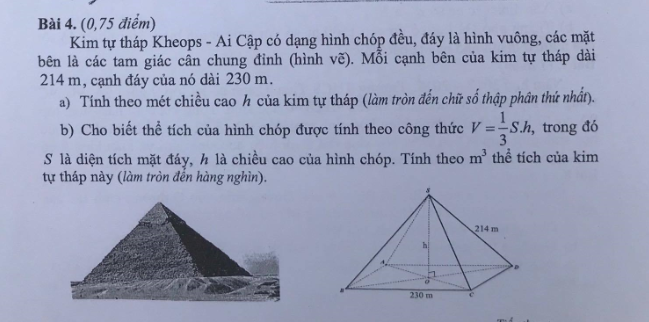 Bài 4. (0,75 điểm)
Kim tự tháp Kheops - Ai Cập có dạng hình chóp đều, đáy là hình vuông, các mặt
bên là các tam giác cân chung đỉnh (hình vẽ). Mỗi cạnh bên của kim tự tháp dài
214 m, cạnh đáy của nó dài 230 m.
a) Tính theo mét chiều cao h của kim tự tháp (làm tròn đến chữ số thập phân thứ nhất).
b) Cho biết thể tích của hình chóp được tính theo công thức V = 1/3 S.h, trong đó
S là diện tích mặt đáy, h là chiều cao của hình chóp. Tính theo m³ thể tích của kim
tự tháp này (làm tròn đến hàng nghìn).
S
214 m
h
A
D
O
B
C
230 m